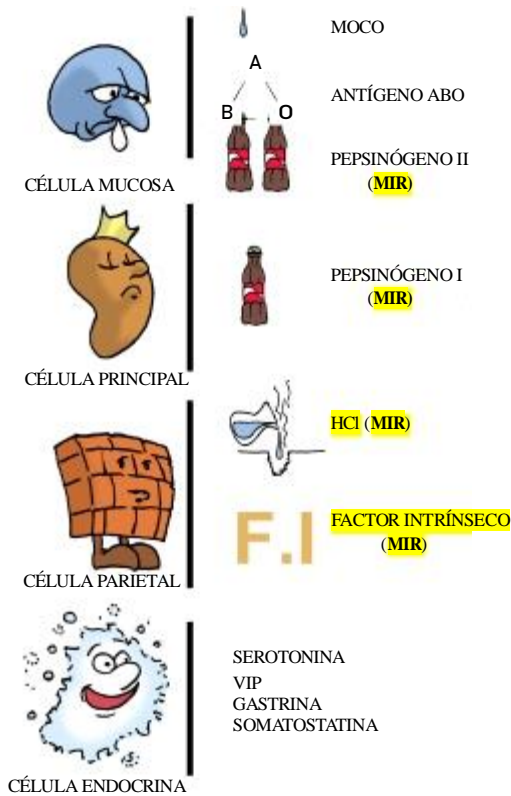 MOCO
A
B
O
ANTÍGENO ABO
PEPSINÓGENO II
(MIR)
CÉLULA MUCOSA
PEPSINÓGENO I
(MIR)
CÉLULA PRINCIPAL
HCl (MIR)
F.I
FACTOR INTRÍNSECO
(MIR)
CÉLULA PARIETAL
SEROTONINA
VIP
GASTRINA
SOMATOSTATINA
CÉLULA ENDOCRINA